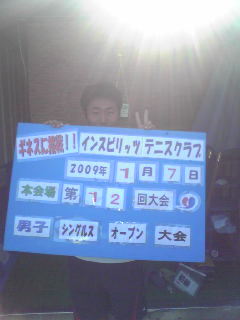 ギネスに挑戦!! インスピリッツ テニスクラブ
2009年 1月7日
本会場 第12回大会
男子 シングルス オープン 大会